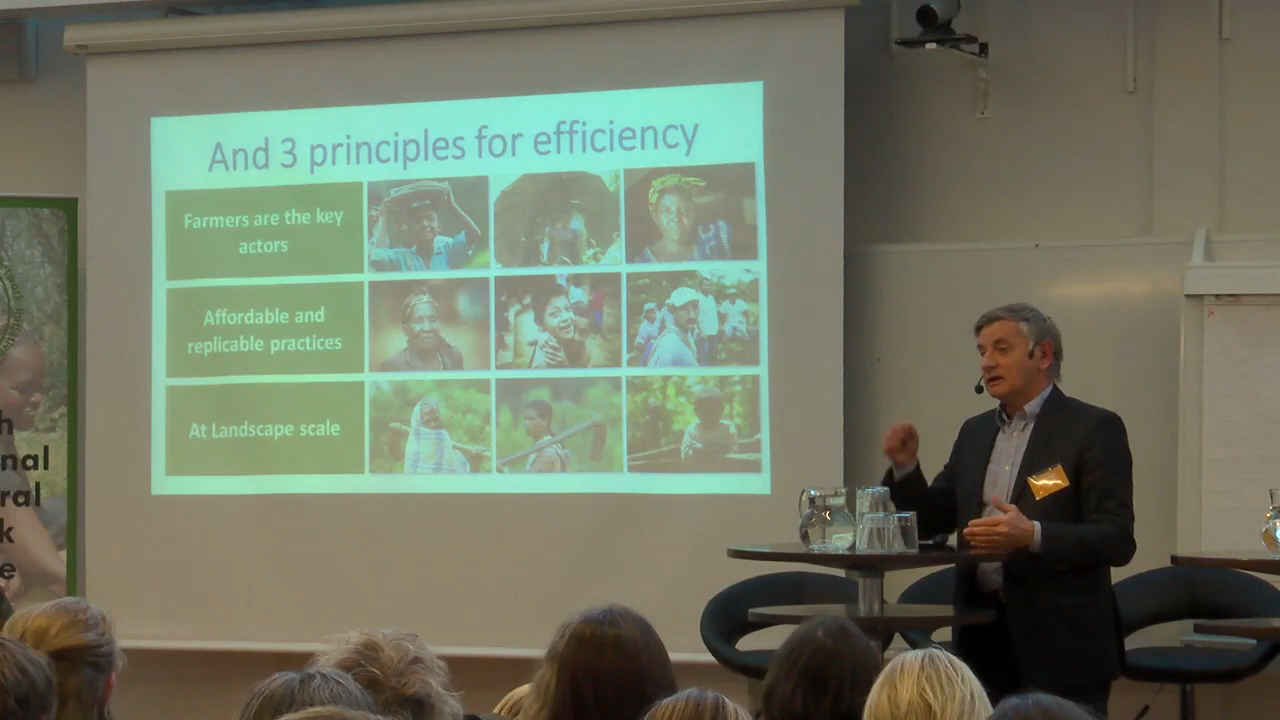 And 3 principles for efficiency
Farmers are the key
actors
Affordable and
replicable practices
At Landscape scale